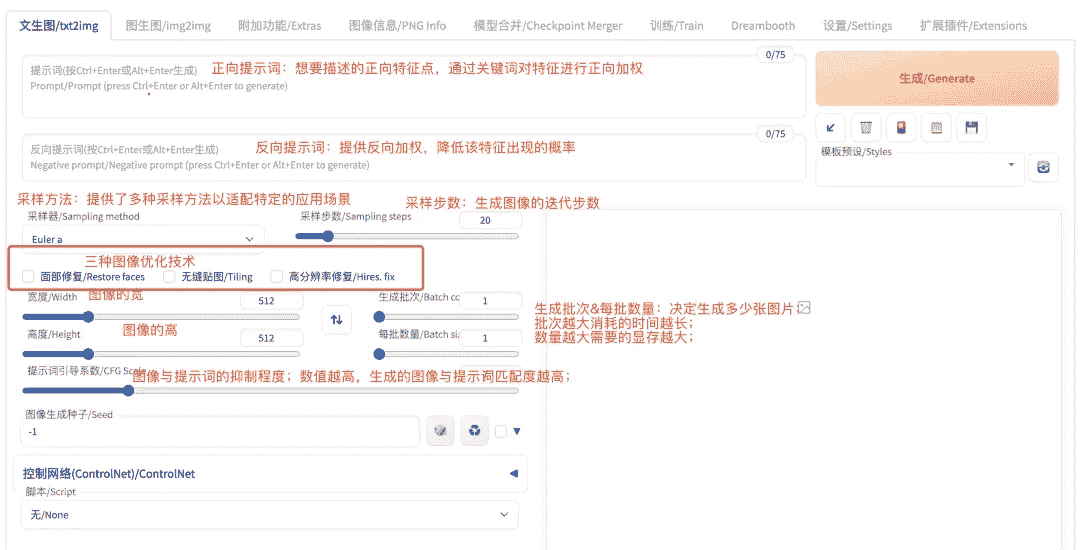 文生图/txt2img 图生图/img2img 附加功能/Extras 图像信息/PNG Info 模型合并/Checkpoint Merger 训练/Train Dreambooth 设置/Settings 扩展插件/Extensions
0/75
提示词(按Ctrl+Enter或Alt+Enter生成) 正向提示词：想要描述的正向特征点，通过关键词对特征进行正向加权
Prompt/Prompt (press Ctrl+Enter or Alt+Enter to generate)
生成/Generate
0/75
反向提示词(按Ctrl+Enter或Alt+Enter生成) 反向提示词：提供反向加权，降低该特征出现的概率
Negative prompt/Negative prompt (press Ctrl+Enter or Alt+Enter to generate)
模板预设/Styles
采样方法：提供了多种采样方法以适配特定的应用场景
采样步数：生成图像的迭代步数
采样器/Sampling method 采样步数/Sampling steps 20
Euler a
三种图像优化技术
面部修复/Restore faces 无缝贴图/Tiling 高分辨率修复/Hires. fix
宽度/Width 图像的宽 512 生成批次/Batch co 1
生成批次&每批数量：决定生成多少张图片;
批次越大消耗的时间越长；
数量越大需要的显存越大；
高度/Height 图像的高 512 每批数量/Batch siz 1
提示词引导系数/CFG Scale 图像与提示词的抑制程度；数值越高，生成的图像与提示词匹配度越高；
图像生成种子/Seed
-1
控制网络(ControlNet)/ControlNet
脚本/Script
无/None